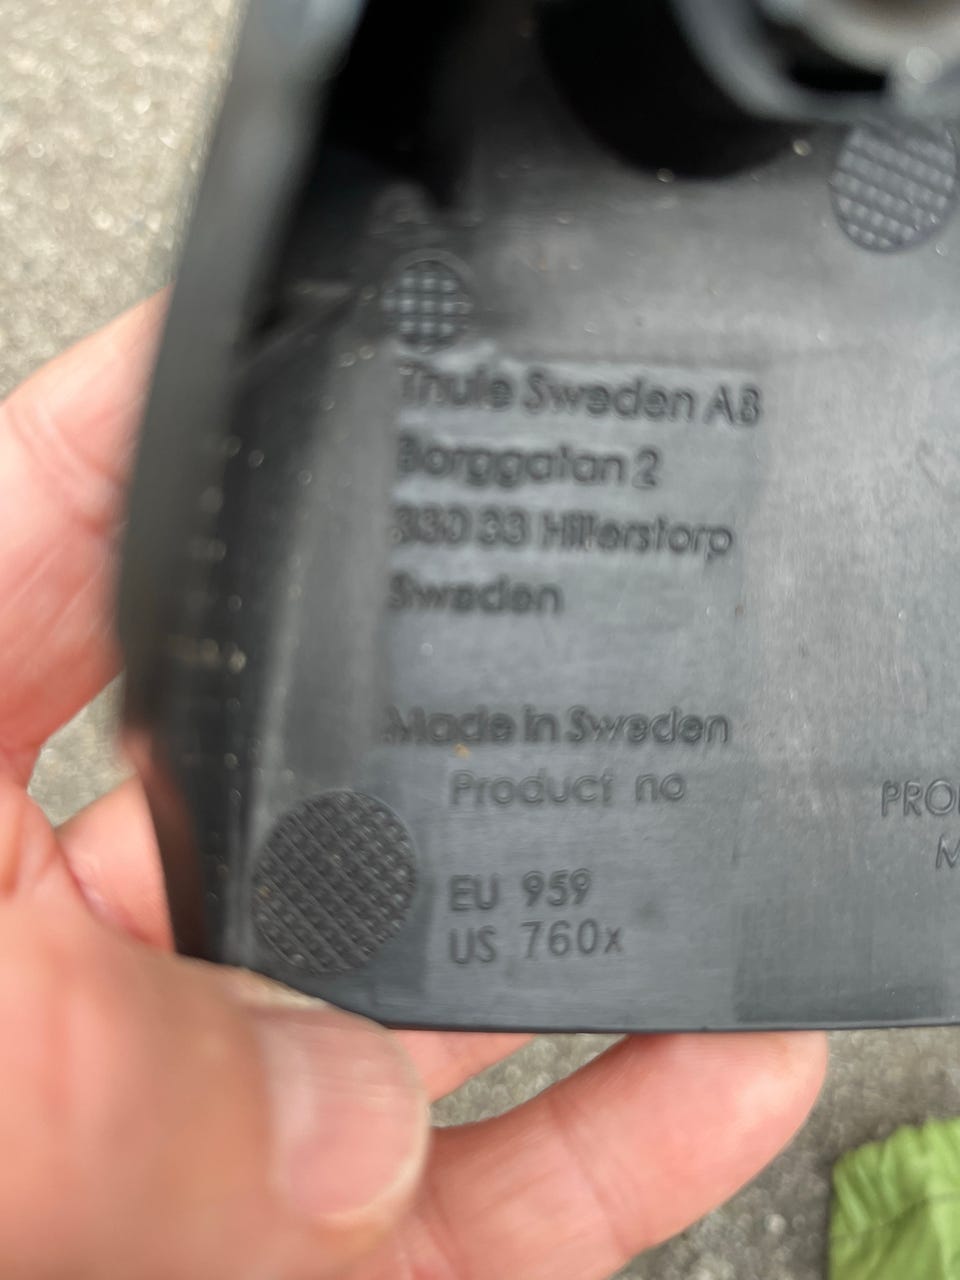 Thule Sweden AB
Borggatan 2
330 33 Hillerstorp
Sweden
Made in Sweden
Product no
EU 959
US 760x